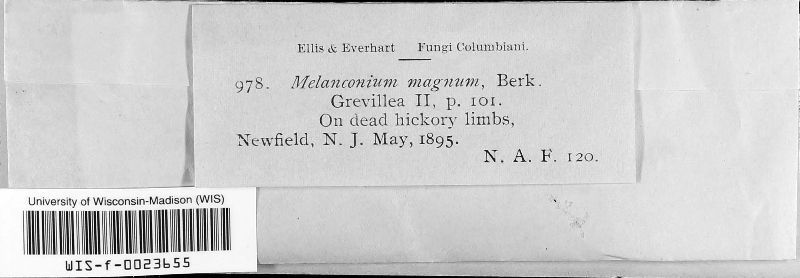 Ellis & Everhart Fungi Columbiani.
978. Melanconium magnum, Berk.
Grevillea II, p. 101.
On dead hickory limbs,
Newfield, N. J. May, 1895.
N. A. F. 120.
University of Wisconsin-Madison (WIS)
WIS-f-0023655